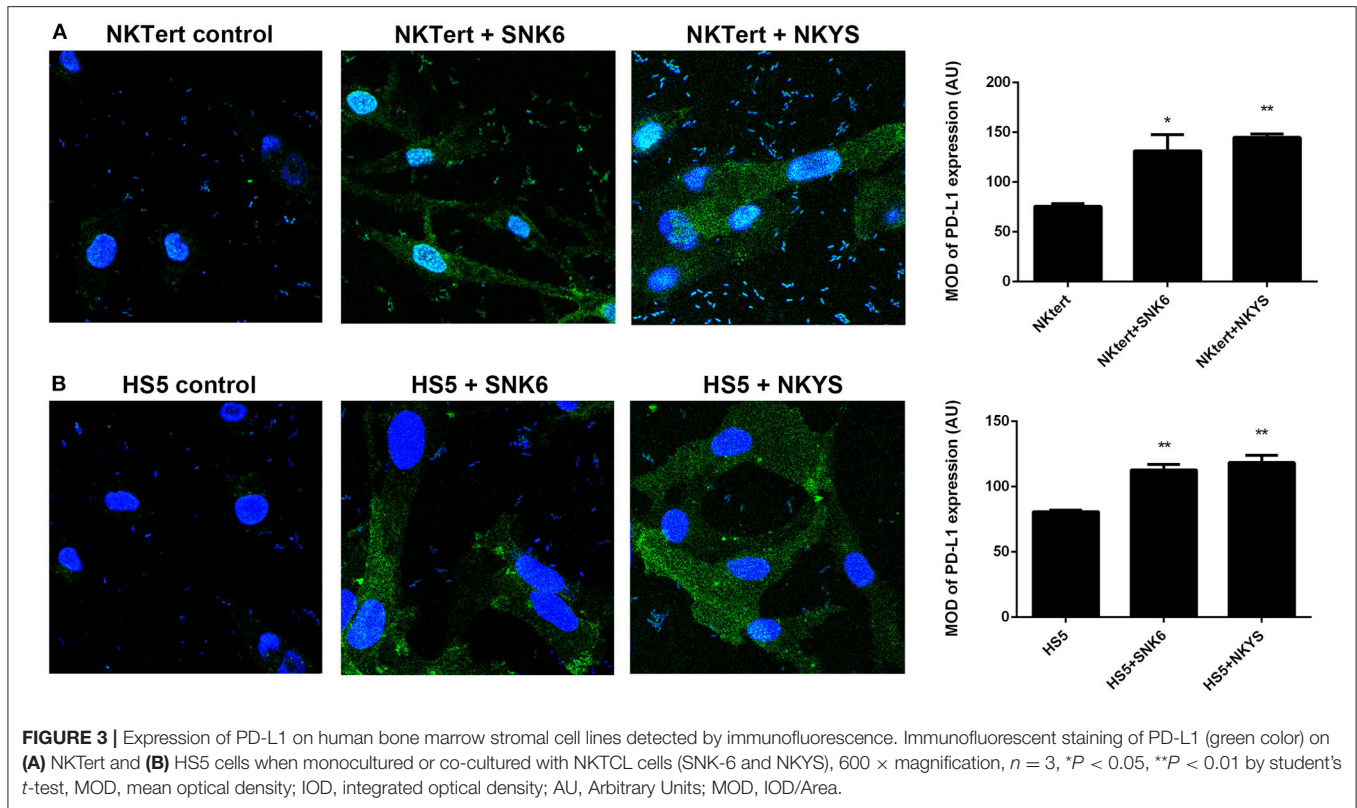 A
NKTert control
NKTert + SNK6
NKTert + NKYS
MOD of PD-L1 expression (AU)
200
150
100
50
0
*
**
NKtert
NKtert+SNK6
NKtert+NKYS
B
HS5 control
HS5 + SNK6
HS5 + NKYS
MOD of PD-L1 expression (AU)
150
100
50
0
**
**
HS5
HS5+SNK6
HS5+NKYS
FIGURE 3 | Expression of PD-L1 on human bone marrow stromal cell lines detected by immunofluorescence. Immunofluorescent staining of PD-L1 (green color) on
(A) NKTert and (B) HS5 cells when monocultured or co-cultured with NKTCL cells (SNK-6 and NKYS), 600 × magnification, n = 3, *P < 0.05, **P < 0.01 by student's
t-test, MOD, mean optical density; IOD, integrated optical density; AU, Arbitrary Units; MOD, IOD/Area.